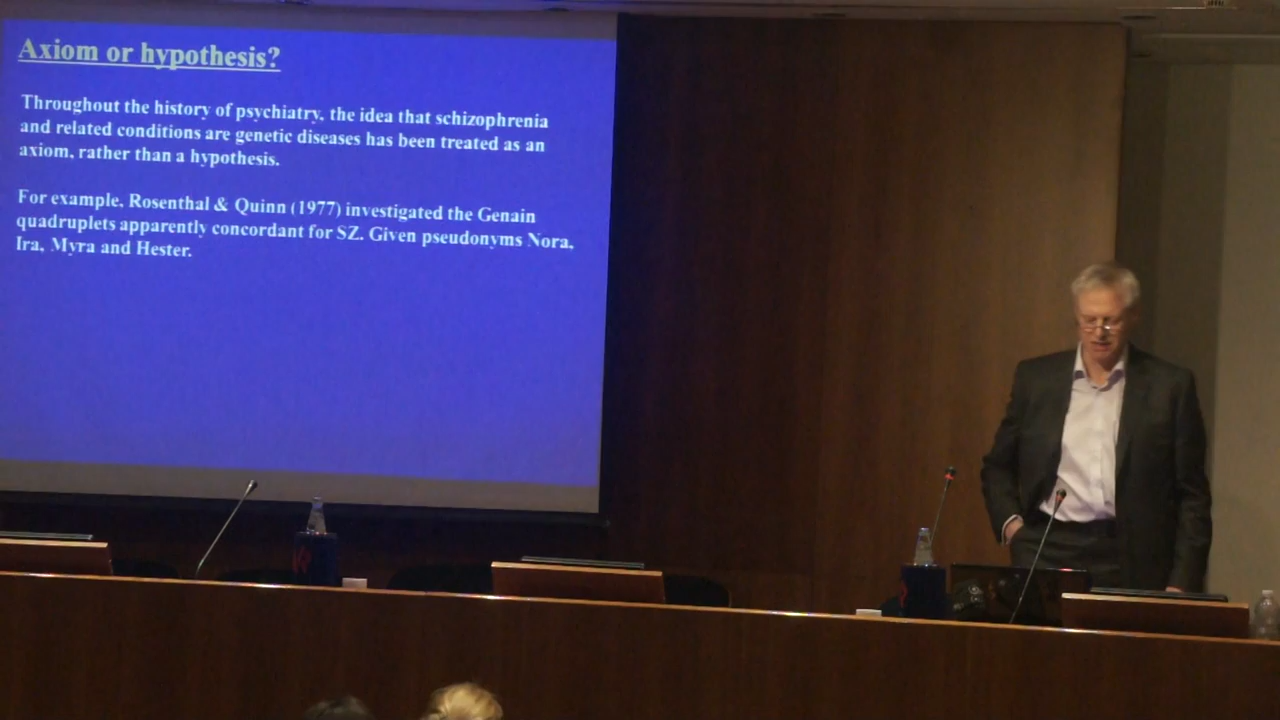 Axiom or hypothesis?
Throughout the history of psychiatry, the idea that schizophrenia
and related conditions are genetic diseases has been treated as an
axiom, rather than a hypothesis.
For example, Rosenthal & Quinn (1977) investigated the Genain
quadruplets apparently concordant for SZ. Given pseudonyms Nora,
Ira, Myra and Hester.